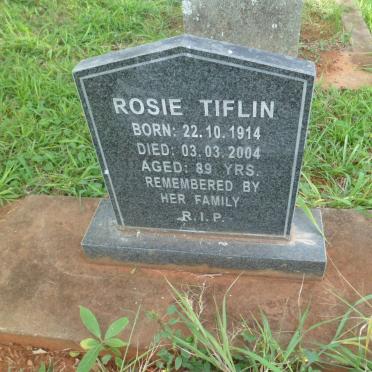 ROSIE TIFLIN
BORN: 22.10.1914
DIED: 03.03.2004
AGED: 89 YRS.
REMEMBERED BY
HER FAMILY
R.I.P.